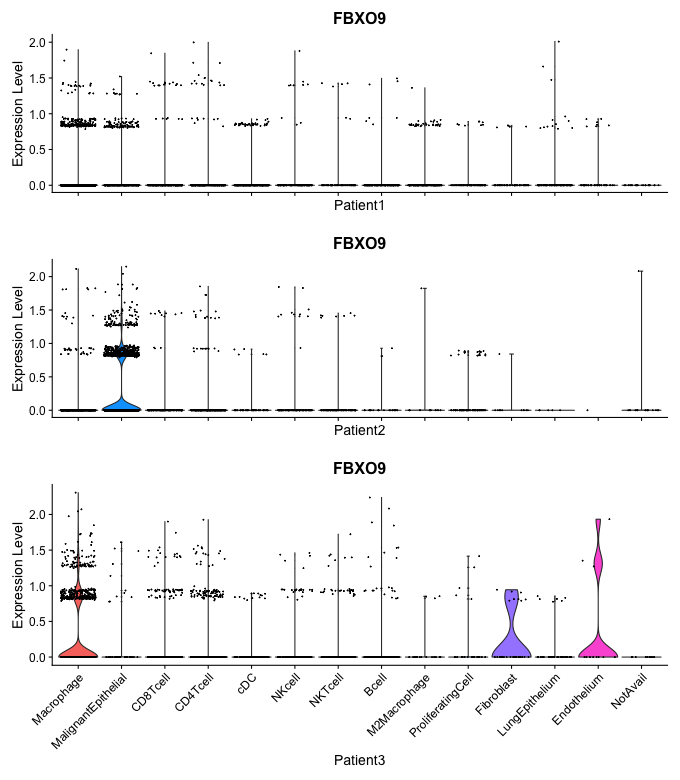 FBXO9
Expression Level
2.0
1.5
1.0
0.5
0.0
Patient1
FBXO9
Expression Level
2.0
1.5
1.0
0.5
0.0
Patient2
FBXO9
Expression Level
2.0
1.5
1.0
0.5
0.0
Macrophage
MalignantEpithelial
CD8Tcell
CD4Tcell
cDC
NKcell
NKTcell
Bcell
M2Macrophage
ProliferatingCell
Fibroblast
LungEpithelium
Endothelium
NotAvail
Patient3